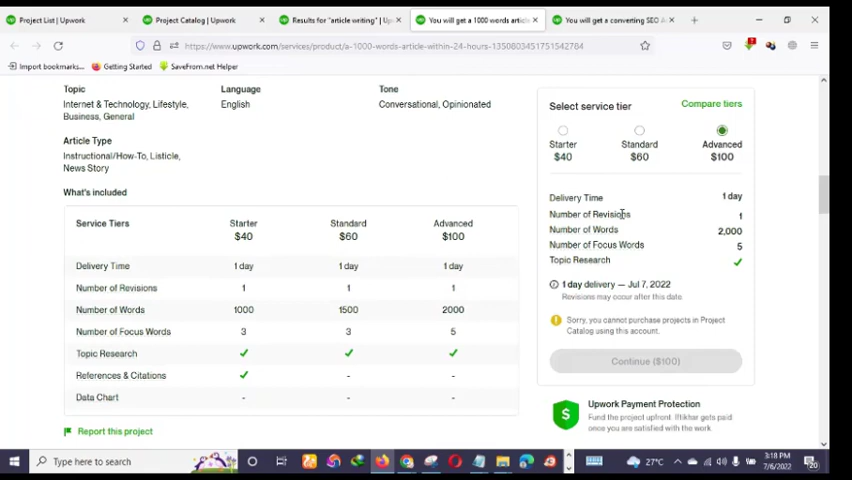 Project List | Upwork
Project Catalog | Upwork
Results for "article writing" | Upw
You will get a 1000 words articl
You will get a converting SEO A
https://www.upwork.com/services/product/a-1000-words-article-within-24-hours-1350803451751542784
Import bookmarks...
Getting Started
SaveFrom.net Helper
Topic
Internet & Technology, Lifestyle,
Business, General
Language
English
Tone
Conversational, Opinionated
Article Type
Instructional/How-To, Listicle,
News Story
What's included
Service Tiers Starter Standard Advanced
$40 $60 $100
Delivery Time 1 day 1 day 1 day
Number of Revisions 1 1 1
Number of Words 1000 1500 2000
Number of Focus Words 3 3 5
Topic Research
References & Citations - -
Data Chart - - -
Report this project
Select service tier Compare tiers
Starter Standard Advanced
$40 $60 $100
Delivery Time 1 day
Number of Revisions 1
Number of Words 2,000
Number of Focus Words 5
Topic Research
1 day delivery — Jul 7, 2022
Revisions may occur after this date.
Sorry, you cannot purchase projects in Project
Catalog using this account.
Continue ($100)
Upwork Payment Protection
Fund the project upfront. Iftikhar gets paid
once you are satisfied with the work
Type here to search
27°C
3:18 PM
7/6/2022